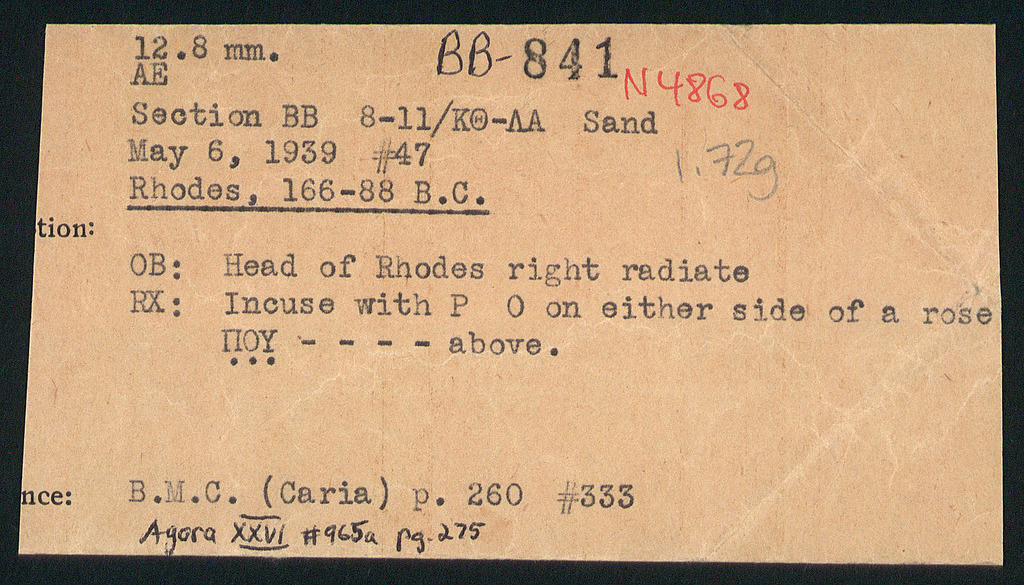 12.8 mm. BB-841
AE N4868
Section BB 8-11/ΚΘ-ΛΑ Sand
May 6, 1939 #47 1.72g
Rhodes, 166-88 B.C.
tion:
OB: Head of Rhodes right radiate
RX: Incuse with P O on either side of a rose
ΠΟΥ - - - - above.
nce: B.M.C. (Caria) p. 260 #333
Agora XXVI #965a pg. 275